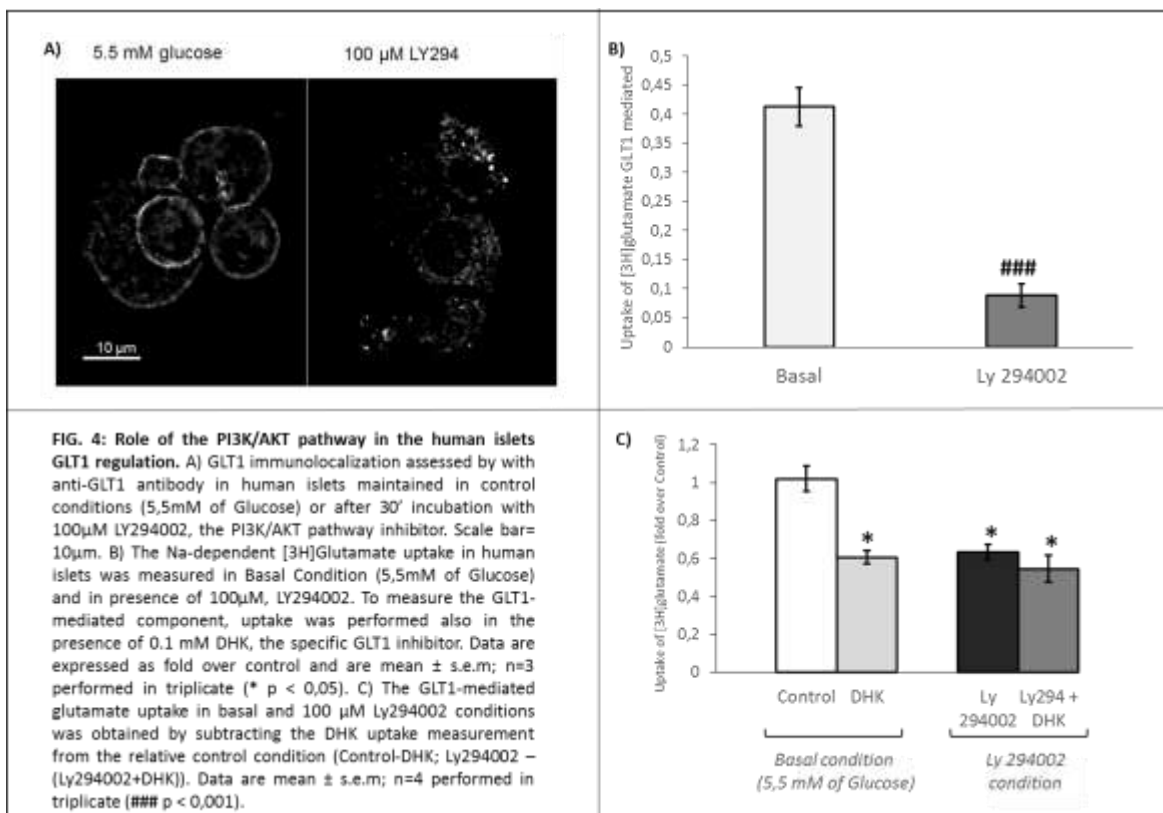 A)
5.5 mM glucose
100 µM LY294
10 µm
B)
Uptake of [3H]glutamate GLT1 mediated
0,5
0,45
0,4
0,35
0,3
0,25
0,2
0,15
0,1
0,05
0
###
Basal
Ly 294002
FIG. 4: Role of the PI3K/AKT pathway in the human islets
GLT1 regulation. A) GLT1 immunolocalization assessed by with
anti-GLT1 antibody in human islets maintained in control
conditions (5,5mM of Glucose) or after 30' incubation with
100µM LY294002, the PI3K/AKT pathway inhibitor. Scale bar=
10µm. B) The Na-dependent [3H]Glutamate uptake in human
islets was measured in Basal Condition (5,5mM of Glucose)
and in presence of 100µM, LY294002. To measure the GLT1-
mediated component, uptake was performed also in the
presence of 0.1 mM DHK, the specific GLT1 inhibitor. Data are
expressed as fold over control and are mean ± s.e.m; n=3
performed in triplicate (* p < 0,05). C) The GLT1-mediated
glutamate uptake in basal and 100 µM Ly294002 conditions
was obtained by subtracting the DHK uptake measurement
from the relative control condition (Control-DHK; Ly294002 –
(Ly294002+DHK)). Data are mean ± s.e.m; n=4 performed in
triplicate (### p < 0,001).
C)
Uptake of [3H]glutamate (fold over Control)
1,2
1
0,8
0,6
0,4
0,2
0
*
*
*
Control
DHK
Ly
294002
Ly294 +
DHK
Basal condition
(5,5 mM of Glucose)
Ly 294002
condition